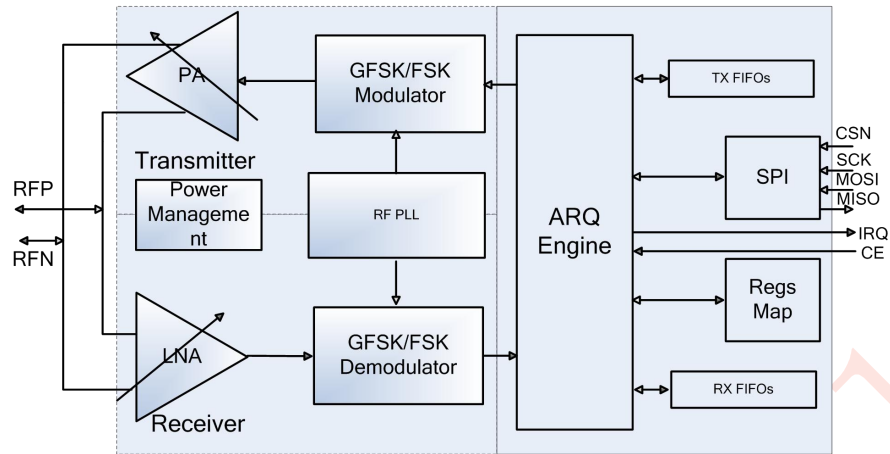 PA
GFSK/FSK
Modulator
TX FIFOs
Transmitter
CSN
SCK
MOSI
MISO
SPI
RFP
RFN
Power
Manageme
nt
RF PLL
ARQ
Engine
IRQ
CE
Regs
Map
LNA
GFSK/FSK
Demodulator
RX FIFOs
Receiver